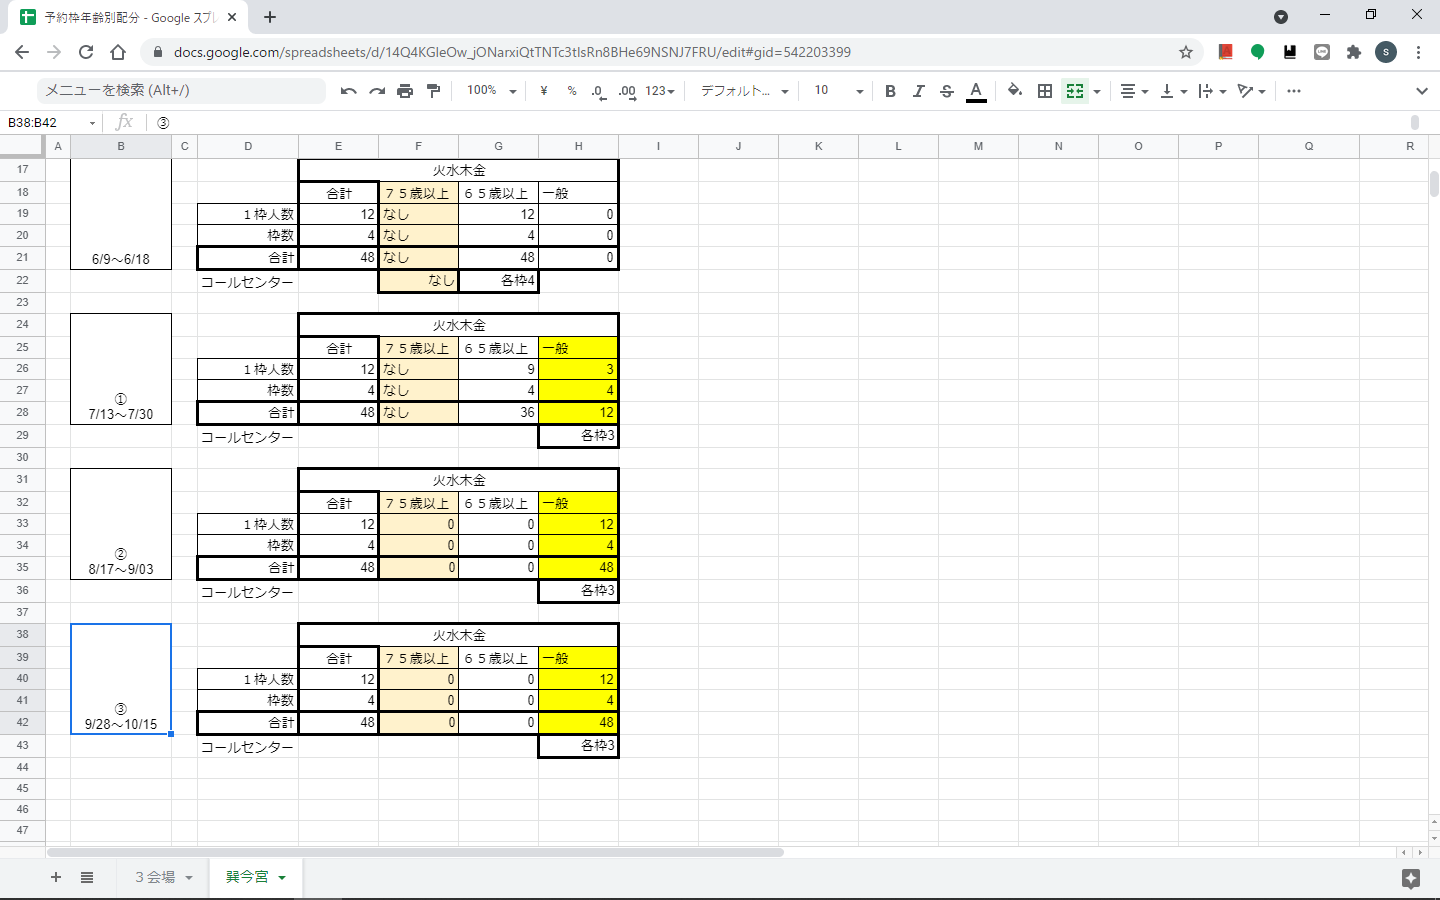 予約枠年齢別配分 - Google スプレ
docs.google.com/spreadsheets/d/14Q4KGleOw_jONarxiQtTNTc3tIsRn8BHe69NSNJ7FRU/edit#gid=542203399
S
メニューを検索 (Alt+/)
100% ¥ % .0 .00 123 デフォルト... 10 B I S A
B38:B42 fx ③
A B C D E F G H I J K L M N O P Q R
17 火水木金
18 合計 ７５歳以上 ６５歳以上 一般
19 １枠人数 12 なし 12 0
20 枠数 4 なし 4 0
21 6/9～6/18 合計 48 なし 48 0
22 コールセンター なし 各枠4
23
24 火水木金
25 合計 ７５歳以上 ６５歳以上 一般
26 １枠人数 12 なし 9 3
27 枠数 4 なし 4 4
①
28 7/13～7/30 合計 48 なし 36 12
29 コールセンター 各枠3
30
31 火水木金
32 合計 ７５歳以上 ６５歳以上 一般
33 １枠人数 12 0 0 12
34 枠数 4 0 0 4
②
35 8/17～9/03 合計 48 0 0 48
36 コールセンター 各枠3
37
38 火水木金
39 合計 ７５歳以上 ６５歳以上 一般
40 １枠人数 12 0 0 12
41 枠数 4 0 0 4
③
42 9/28～10/15 合計 48 0 0 48
43 コールセンター 各枠3
44
45
46
47
３会場 巽今宮